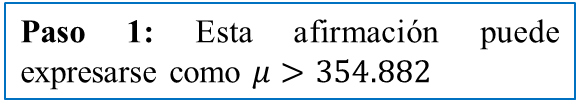 Paso 1: Esta afirmación puede
expresarse como 𝜇 > 354.882